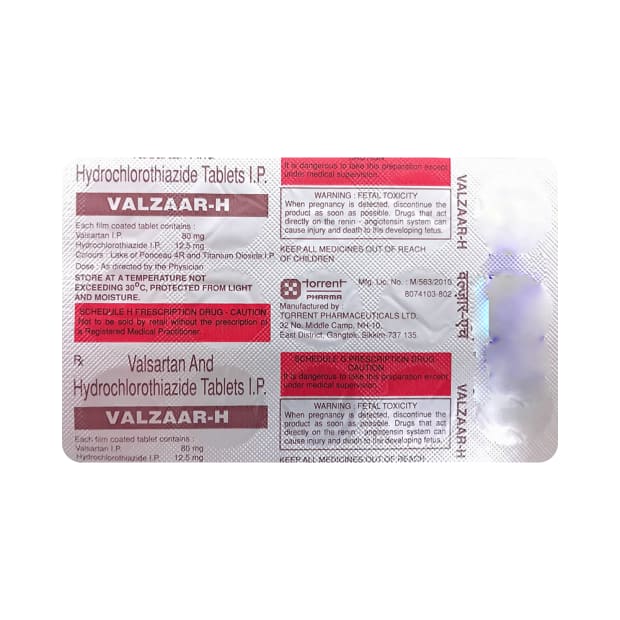 Hydrochlorothiazide Tablets I.P.
VALZAAR-H
Each film coated tablet contains :
Valsartan I.P. 80 mg
Hydrochlorothiazide I.P. 12.5 mg
Colours : Lake of Ponceau 4R and Titanium Dioxide I.P.
Dose : As directed by the Physician
STORE AT A TEMPERATURE NOT
EXCEEDING 30°C, PROTECTED FROM LIGHT
AND MOISTURE.
SCHEDULE H PRESCRIPTION DRUG - CAUTION
Not to be sold by retail without the prescription of
a Registered Medical Practitioner.
Rx
Valsartan And
Hydrochlorothiazide Tablets I.P.
VALZAAR-H
Each film coated tablet contains :
Valsartan I.P. 80 mg
Hydrochlorothiazide I.P. 12.5 mg
It is dangerous to take this preparation except
under medical supervision.
WARNING : FETAL TOXICITY
When pregnancy is detected, discontinue the
product as soon as possible. Drugs that act
directly on the renin - angiotensin system can
cause injury and death to the developing fetus.
KEEP ALL MEDICINES OUT OF REACH
OF CHILDREN
torrent
PHARMA
Mfg. Lic. No. : M/563/2010
8074103-802
Manufactured by :
TORRENT PHARMACEUTICALS LTD.
32 No. Middle Camp, NH-10,
East District, Gangtok, Sikkim-737 135
SCHEDULE G PRESCRIPTION DRUG -
CAUTION
It is dangerous to take this preparation except
under medical supervision.
WARNING : FETAL TOXICITY
When pregnancy is detected, discontinue the
product as soon as possible. Drugs that act
directly on the renin - angiotensin system can
cause injury and death to the developing fetus.
KEEP ALL MEDICINES OUT OF REACH
VALZAAR-H
वल्ज़ार-एच
VALZAAR-H